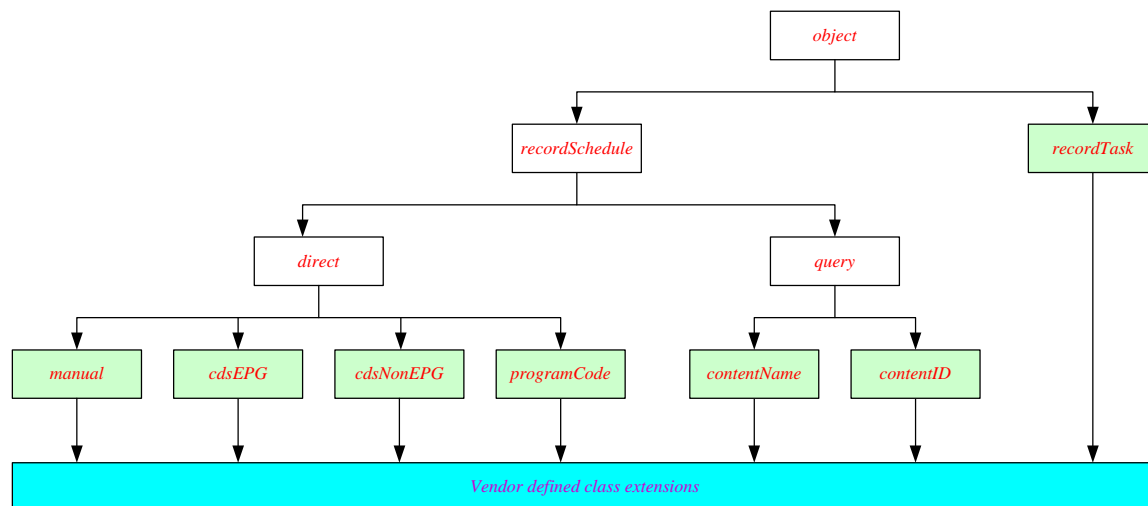 object
recordSchedule
recordTask
direct
query
manual
cdsEPG
cdsNonEPG
programCode
contentName
contentID
Vendor defined class extensions